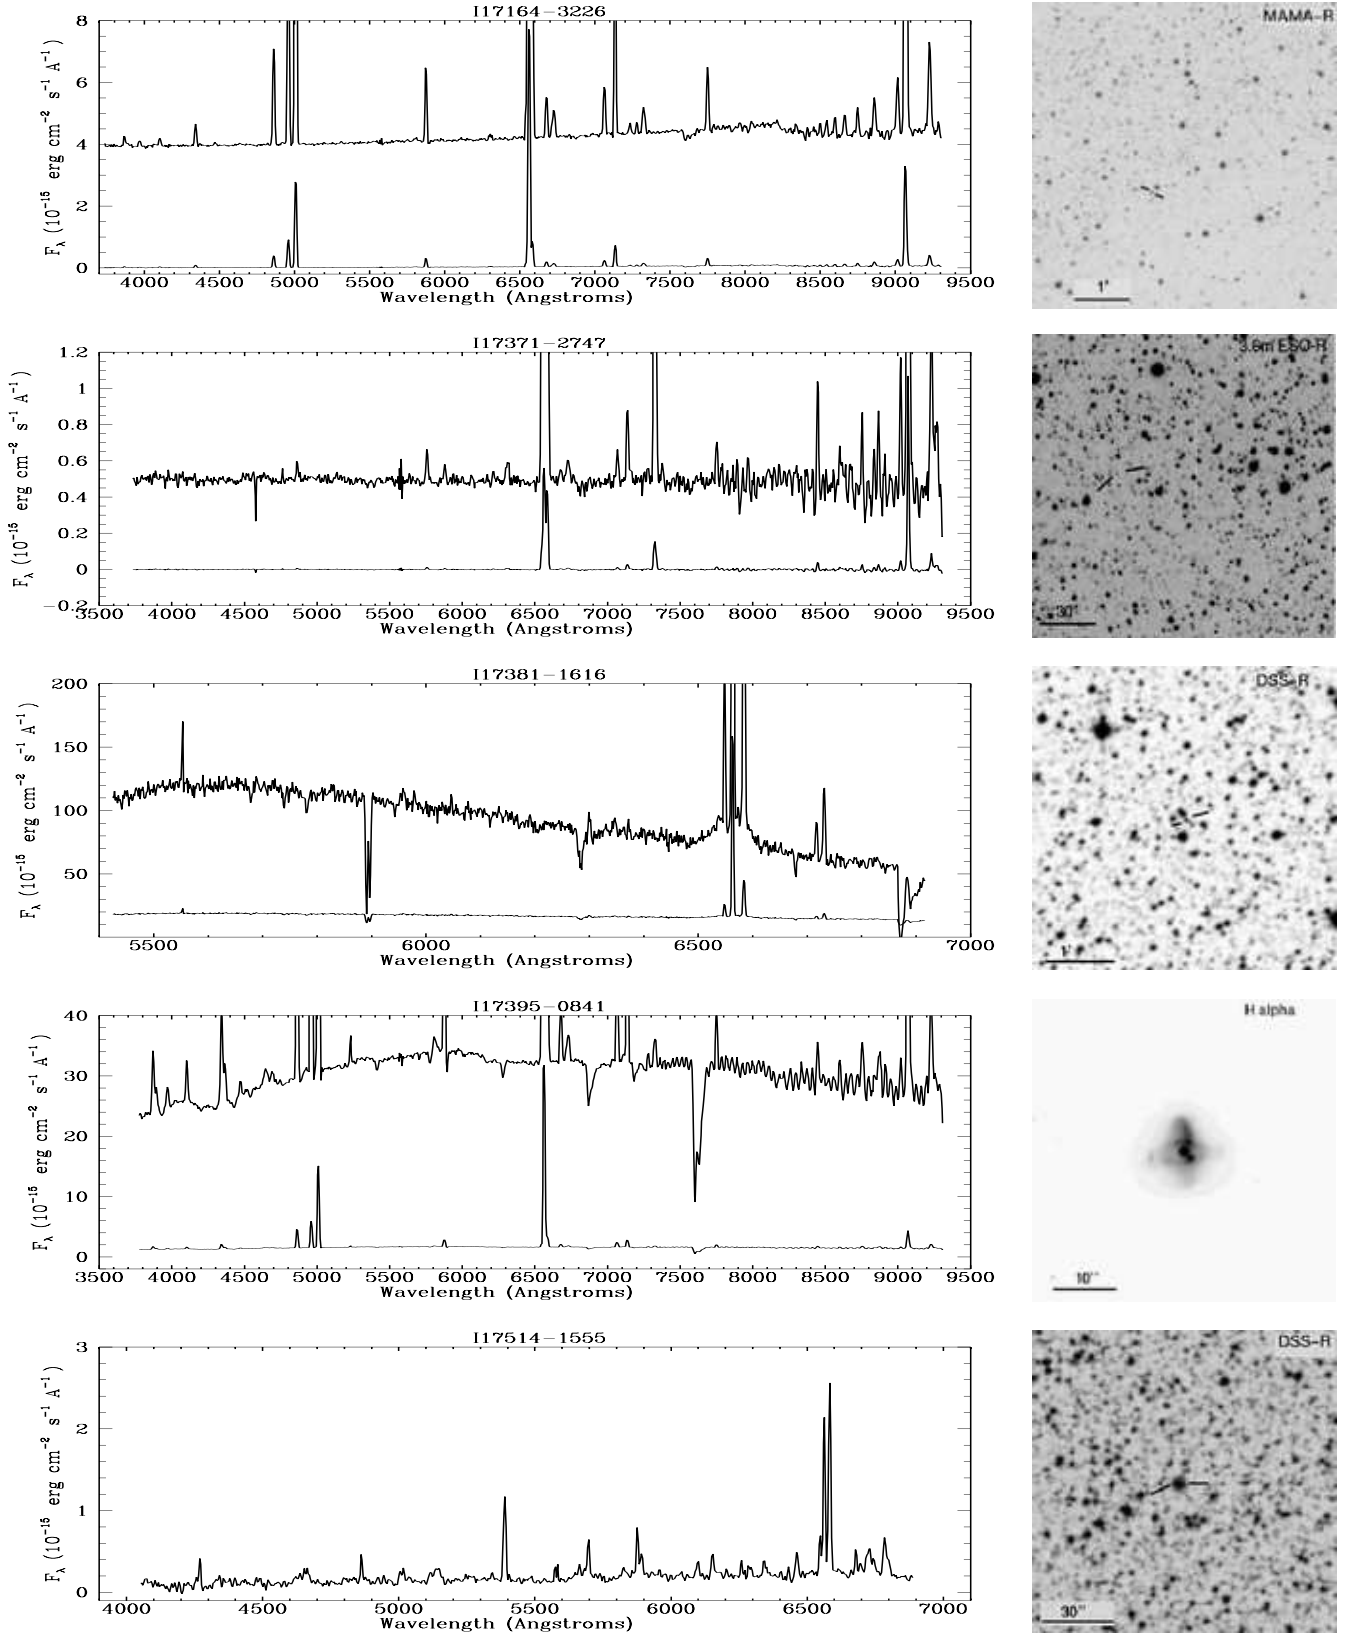 I17164−3226
8
6
4
2
0
F_λ (10^−15 erg cm^−2 s^−1 A^−1)
4000 4500 5000 5500 6000 6500 7000 7500 8000 8500 9000 9500
Wavelength (Angstroms)
MAMA-R
1'
I17371−2747
1.2
1
0.8
0.6
0.4
0.2
0
−0.2
F_λ (10^−15 erg cm^−2 s^−1 A^−1)
3500 4000 4500 5000 5500 6000 6500 7000 7500 8000 8500 9000 9500
Wavelength (Angstroms)
3.6m ESO-R
30"
I17381−1616
200
150
100
50
F_λ (10^−15 erg cm^−2 s^−1 A^−1)
5500 6000 6500 7000
Wavelength (Angstroms)
DSS-R
1'
I17395−0841
40
30
20
10
0
F_λ (10^−15 erg cm^−2 s^−1 A^−1)
3500 4000 4500 5000 5500 6000 6500 7000 7500 8000 8500 9000 9500
Wavelength (Angstroms)
H alpha
10''
I17514−1555
3
2
1
0
F_λ (10^−15 erg cm^−2 s^−1 A^−1)
4000 4500 5000 5500 6000 6500 7000
Wavelength (Angstroms)
DSS-R
30"